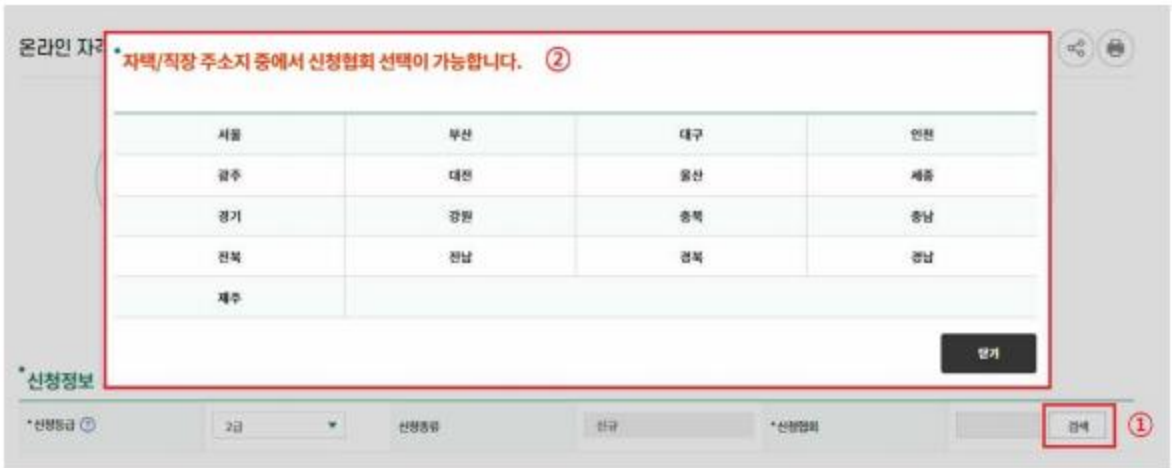 온라인 자격
자택/직장 주소지 중에서 신청협회 선택이 가능합니다. ②
서울 부산 대구 인천
광주 대전 울산 세종
경기 강원 충북 충남
전북 전남 경북 경남
제주
닫기
신청정보
*신청등급 ? 2급 신청종류 신규 *신청협회 검색 ①